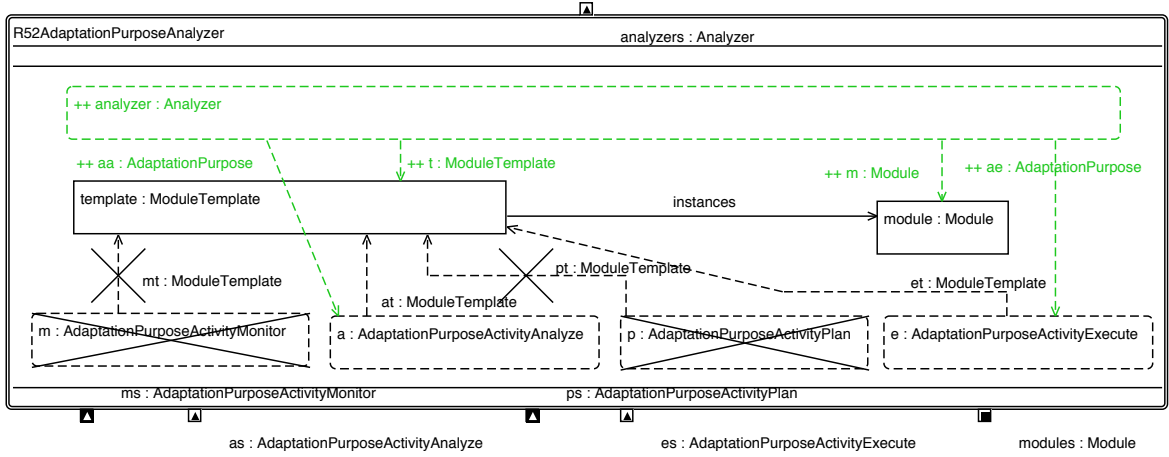 R52AdaptationPurposeAnalyzer
analyzers : Analyzer
++ analyzer : Analyzer
++ aa : AdaptationPurpose
++ t : ModuleTemplate
++ m : Module
++ ae : AdaptationPurpose
template : ModuleTemplate
instances
module : Module
mt : ModuleTemplate
pt : ModuleTemplate
at : ModuleTemplate
et : ModuleTemplate
m : AdaptationPurposeActivityMonitor
a : AdaptationPurposeActivityAnalyze
p : AdaptationPurposeActivityPlan
e : AdaptationPurposeActivityExecute
ms : AdaptationPurposeActivityMonitor
ps : AdaptationPurposeActivityPlan
as : AdaptationPurposeActivityAnalyze
es : AdaptationPurposeActivityExecute
modules : Module